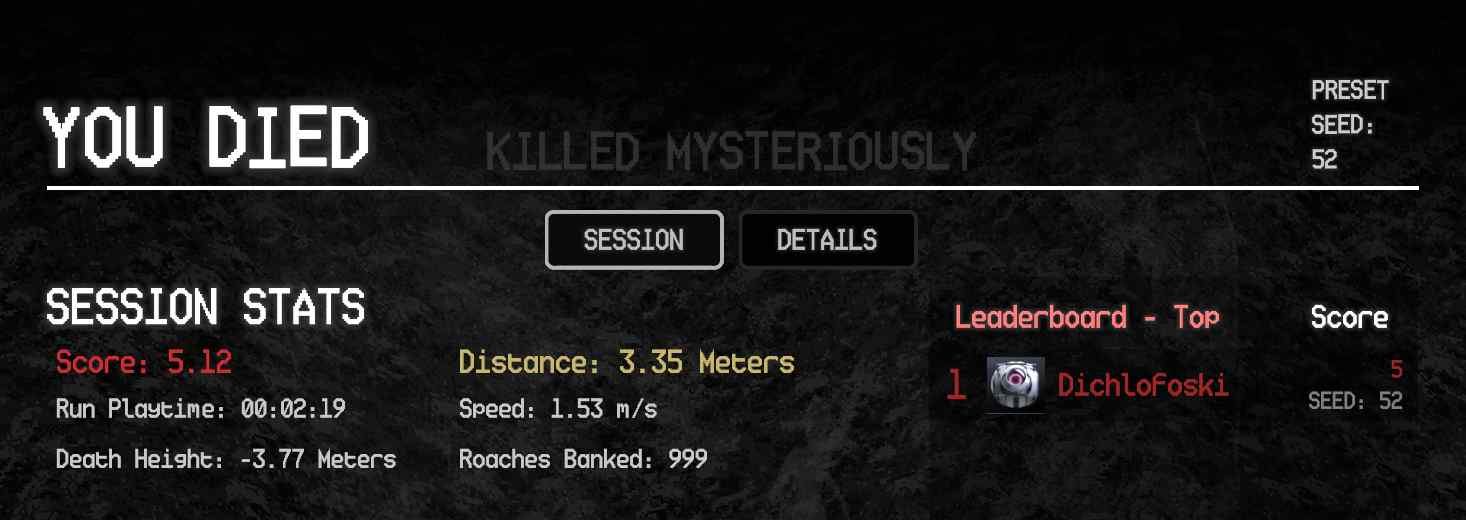 YOU DIED
KILLED MYSTERIOUSLY
PRESET
SEED:
52
SESSION
DETAILS
SESSION STATS
Score: 5.12
Distance: 3.35 Meters
Run Playtime: 00:02:19
Speed: 1.53 m/s
Death Height: -3.77 Meters
Roaches Banked: 999
Leaderboard - Top
Score
1
DichloFoski
5
SEED: 52